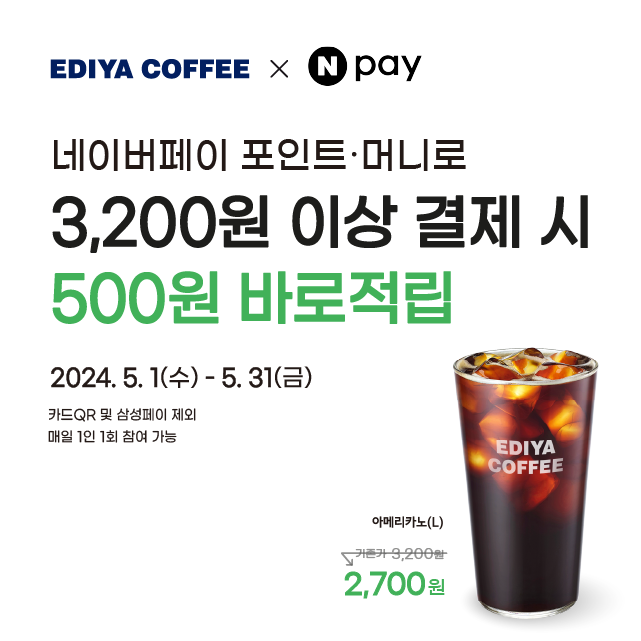 EDIYA COFFEE × N pay
네이버페이 포인트·머니로
3,200원 이상 결제 시
500원 바로적립
2024. 5. 1(수) - 5. 31(금)
카드QR 및 삼성페이 제외
매일 1인 1회 참여 가능
EDIYA
COFFEE
아메리카노(L)
기존가 3,200원
2,700원